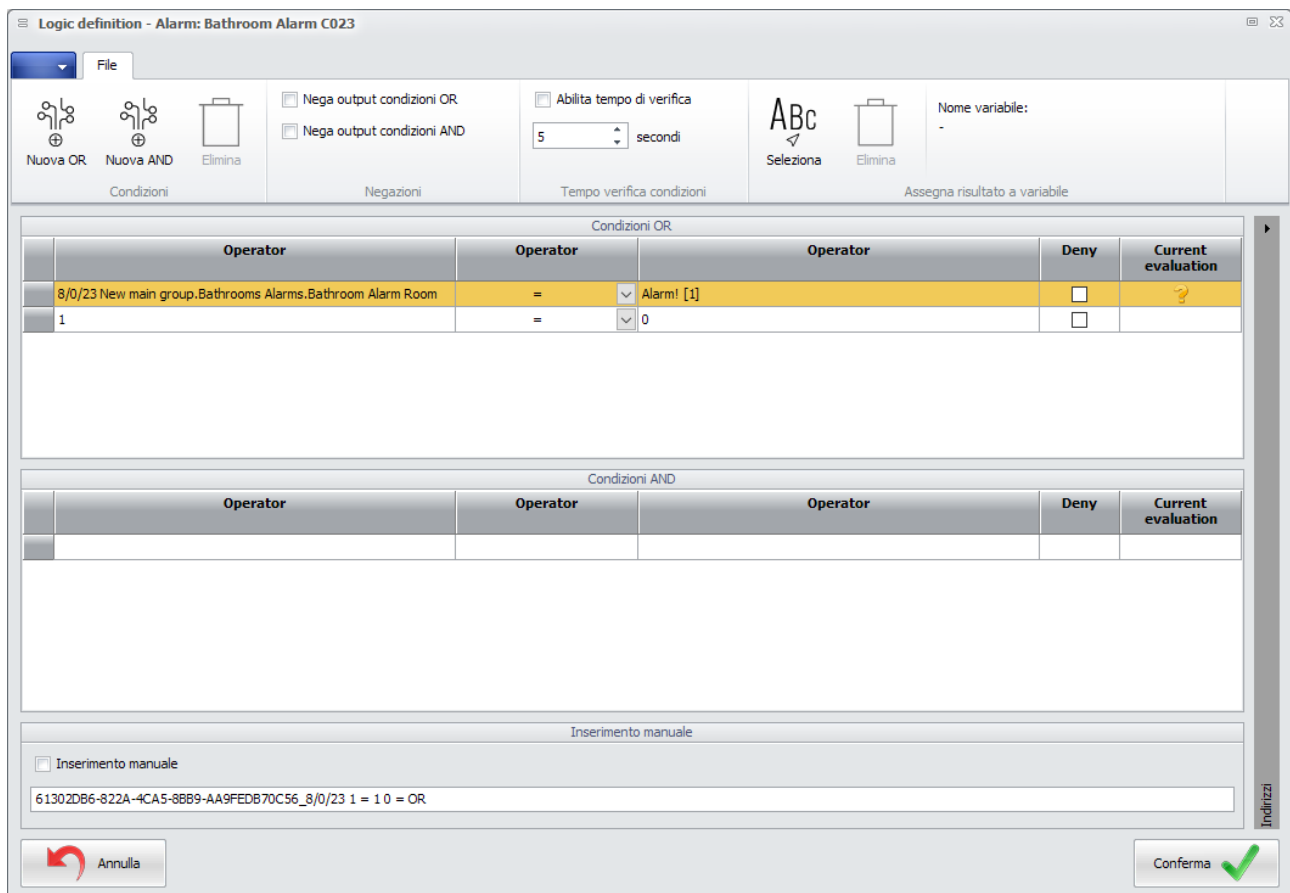 Logic definition - Alarm: Bathroom Alarm C023
File
Nuova OR
Nuova AND
Elimina
Condizioni
Nega output condizioni OR
Nega output condizioni AND
Negazioni
Abilita tempo di verifica
5 secondi
Tempo verifica condizioni
ABC
Seleziona
Elimina
Nome variabile:
-
Assegna risultato a variabile
Condizioni OR
Operator Operator Operator Deny Current evaluation
8/0/23 New main group.Bathrooms Alarms.Bathroom Alarm Room = Alarm! [1] ?
1 = 0
Condizioni AND
Operator Operator Operator Deny Current evaluation
Inserimento manuale
Inserimento manuale
61302DB6-822A-4CA5-8BB9-AA9FEDB70C56_8/0/23 1 = 1 0 = OR
Indirizzi
Annulla
Conferma